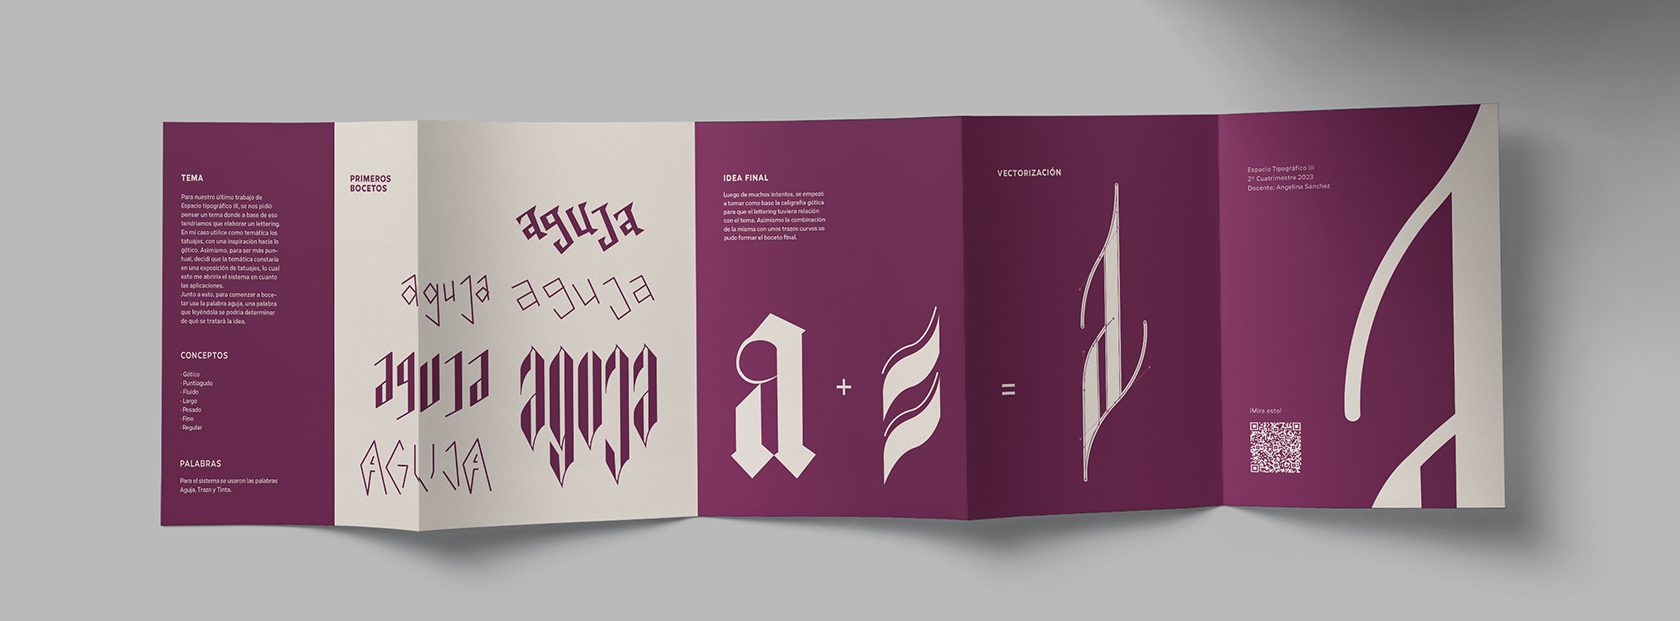 TEMA
Para nuestro último trabajo de
Espacio tipográfico III, se nos pidió
pensar un tema donde a base de eso
tendríamos que elaborar un lettering.
En mi caso utilice como temática los
tatuajes, con una inspiración hacia lo
gótico. Asimismo, para ser más pun-
tual, decidí que la temática constaría
en una exposición de tatuajes, lo cual
esto me abriría el sistema en cuanto
las aplicaciones.
Junto a esto, para comenzar a boce-
tar use la palabra aguja, una palabra
que leyéndola se podría determinar
de qué se tratará la idea.
CONCEPTOS
· Gótico
· Puntiagudo
· Fluido
· Largo
· Pesado
· Fino
· Regular
PALABRAS
Para el sistema se usaron las palabras
Aguja, Trazo y Tinta.
PRIMEROS
BOCETOS
aguja
aguja aguja
aguja aguja
AGUJA
IDEA FINAL
Luego de muchos intentos, se empezó
a tomar como base la caligrafía gótica
para que el lettering tuviera relación
con el tema. Asimismo la combinación
de la misma con unos trazos curvos se
pudo formar el boceto final.
a +
VECTORIZACIÓN
= a
Espacio Tipográfico III
2º Cuatrimestre 2023
Docente: Angelina Sánchez
¡Mira esto!